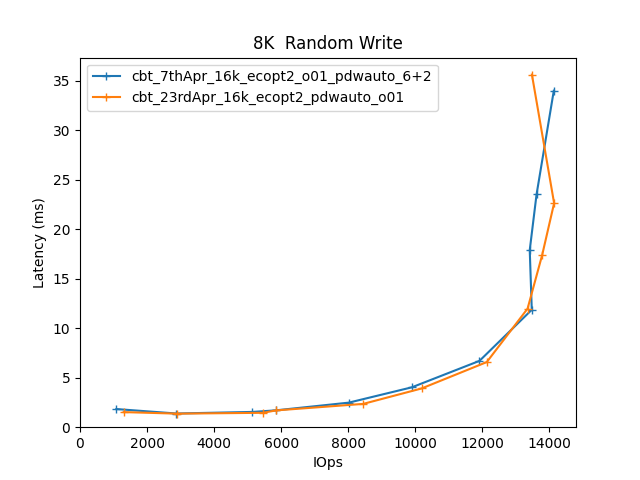 8K  Random Write
cbt_7thApr_16k_ecopt2_o01_pdwauto_6+2
cbt_23rdApr_16k_ecopt2_pdwauto_o01
Latency (ms)
35
30
25
20
15
10
5
0
0 2000 4000 6000 8000 10000 12000 14000
IOps